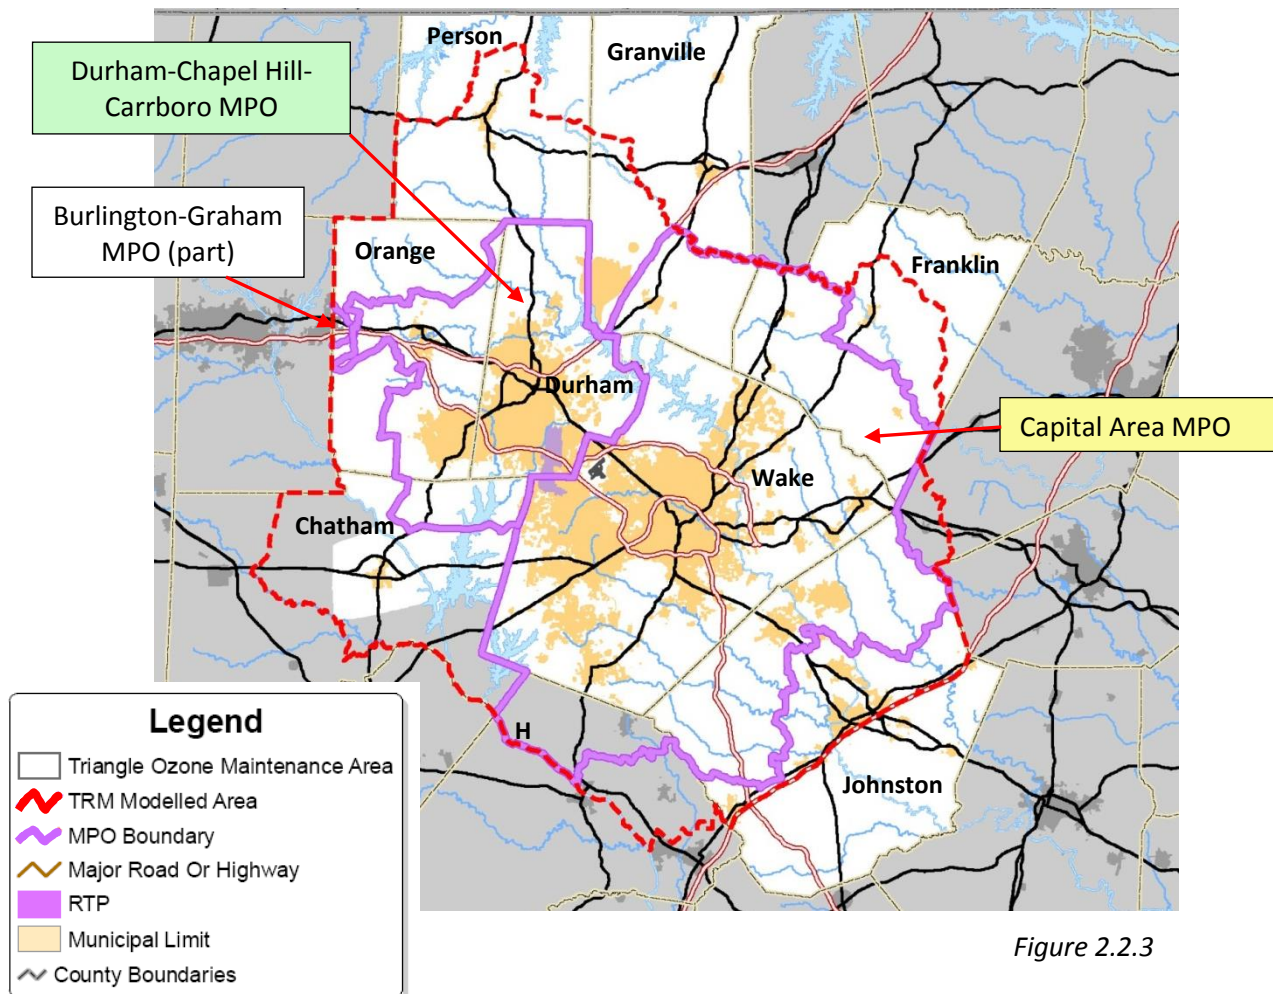 Person
Granville
Durham-Chapel Hill-
Carrboro MPO
Burlington-Graham
MPO (part)
Orange
Franklin
Durham
Capital Area MPO
Wake
Chatham
H
Johnston
Legend
Triangle Ozone Maintenance Area
TRM Modelled Area
MPO Boundary
Major Road Or Highway
RTP
Municipal Limit
County Boundaries
Figure 2.2.3